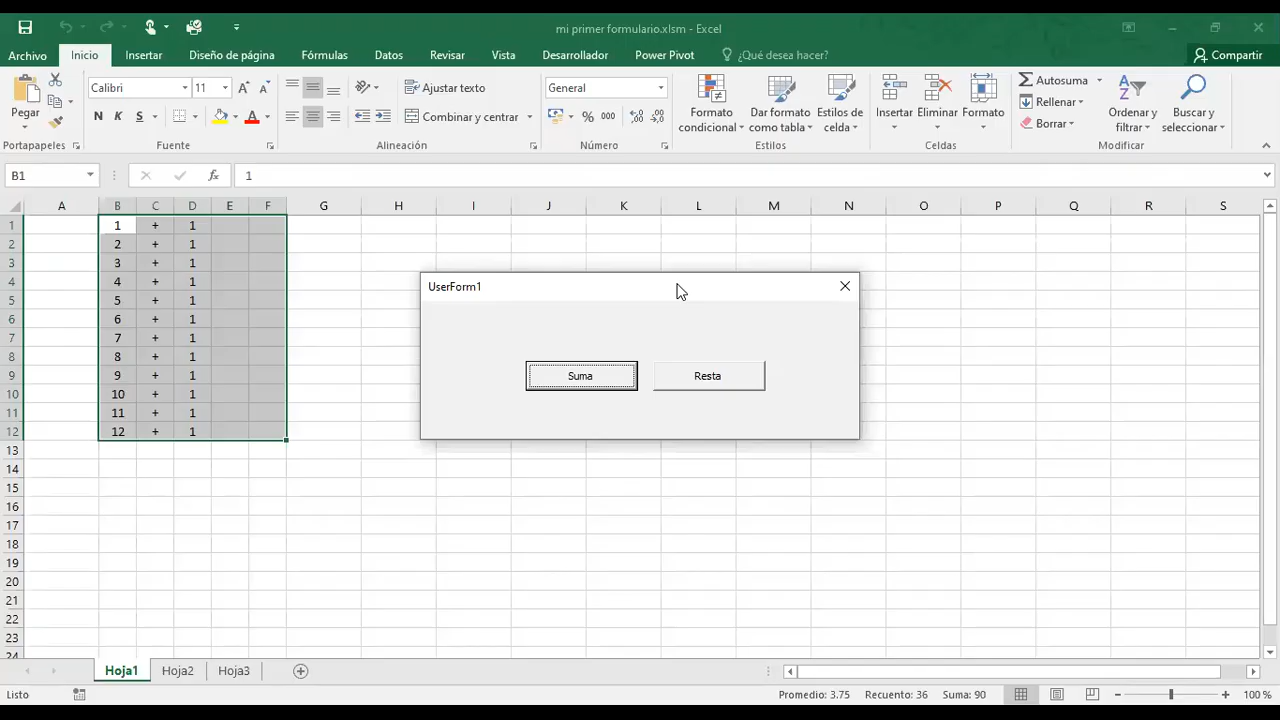 mi primer formulario.xlsm - Excel
Archivo Inicio Insertar Diseño de página Fórmulas Datos Revisar Vista Desarrollador Power Pivot ¿Qué desea hacer? Compartir
Pegar
Calibri 11
N K S A
Ajustar texto
Combinar y centrar
General
% 000
Formato condicional
Dar formato como tabla
Estilos de celda
Insertar Eliminar Formato
Autosuma
Rellenar
Borrar
Ordenar y filtrar
Buscar y seleccionar
Portapapeles Fuente Alineación Número Estilos Celdas Modificar
B1 fx 1
A B C D E F G H I J K L M N O P Q R S
1 1 + 1
2 2 + 1
3 3 + 1
4 4 + 1
5 5 + 1
6 6 + 1
7 7 + 1
8 8 + 1
9 9 + 1
10 10 + 1
11 11 + 1
12 12 + 1
13
14
15
16
17
18
19
20
21
22
23
24
UserForm1
Suma Resta
Hoja1 Hoja2 Hoja3
Listo Promedio: 3.75 Recuento: 36 Suma: 90 100 %